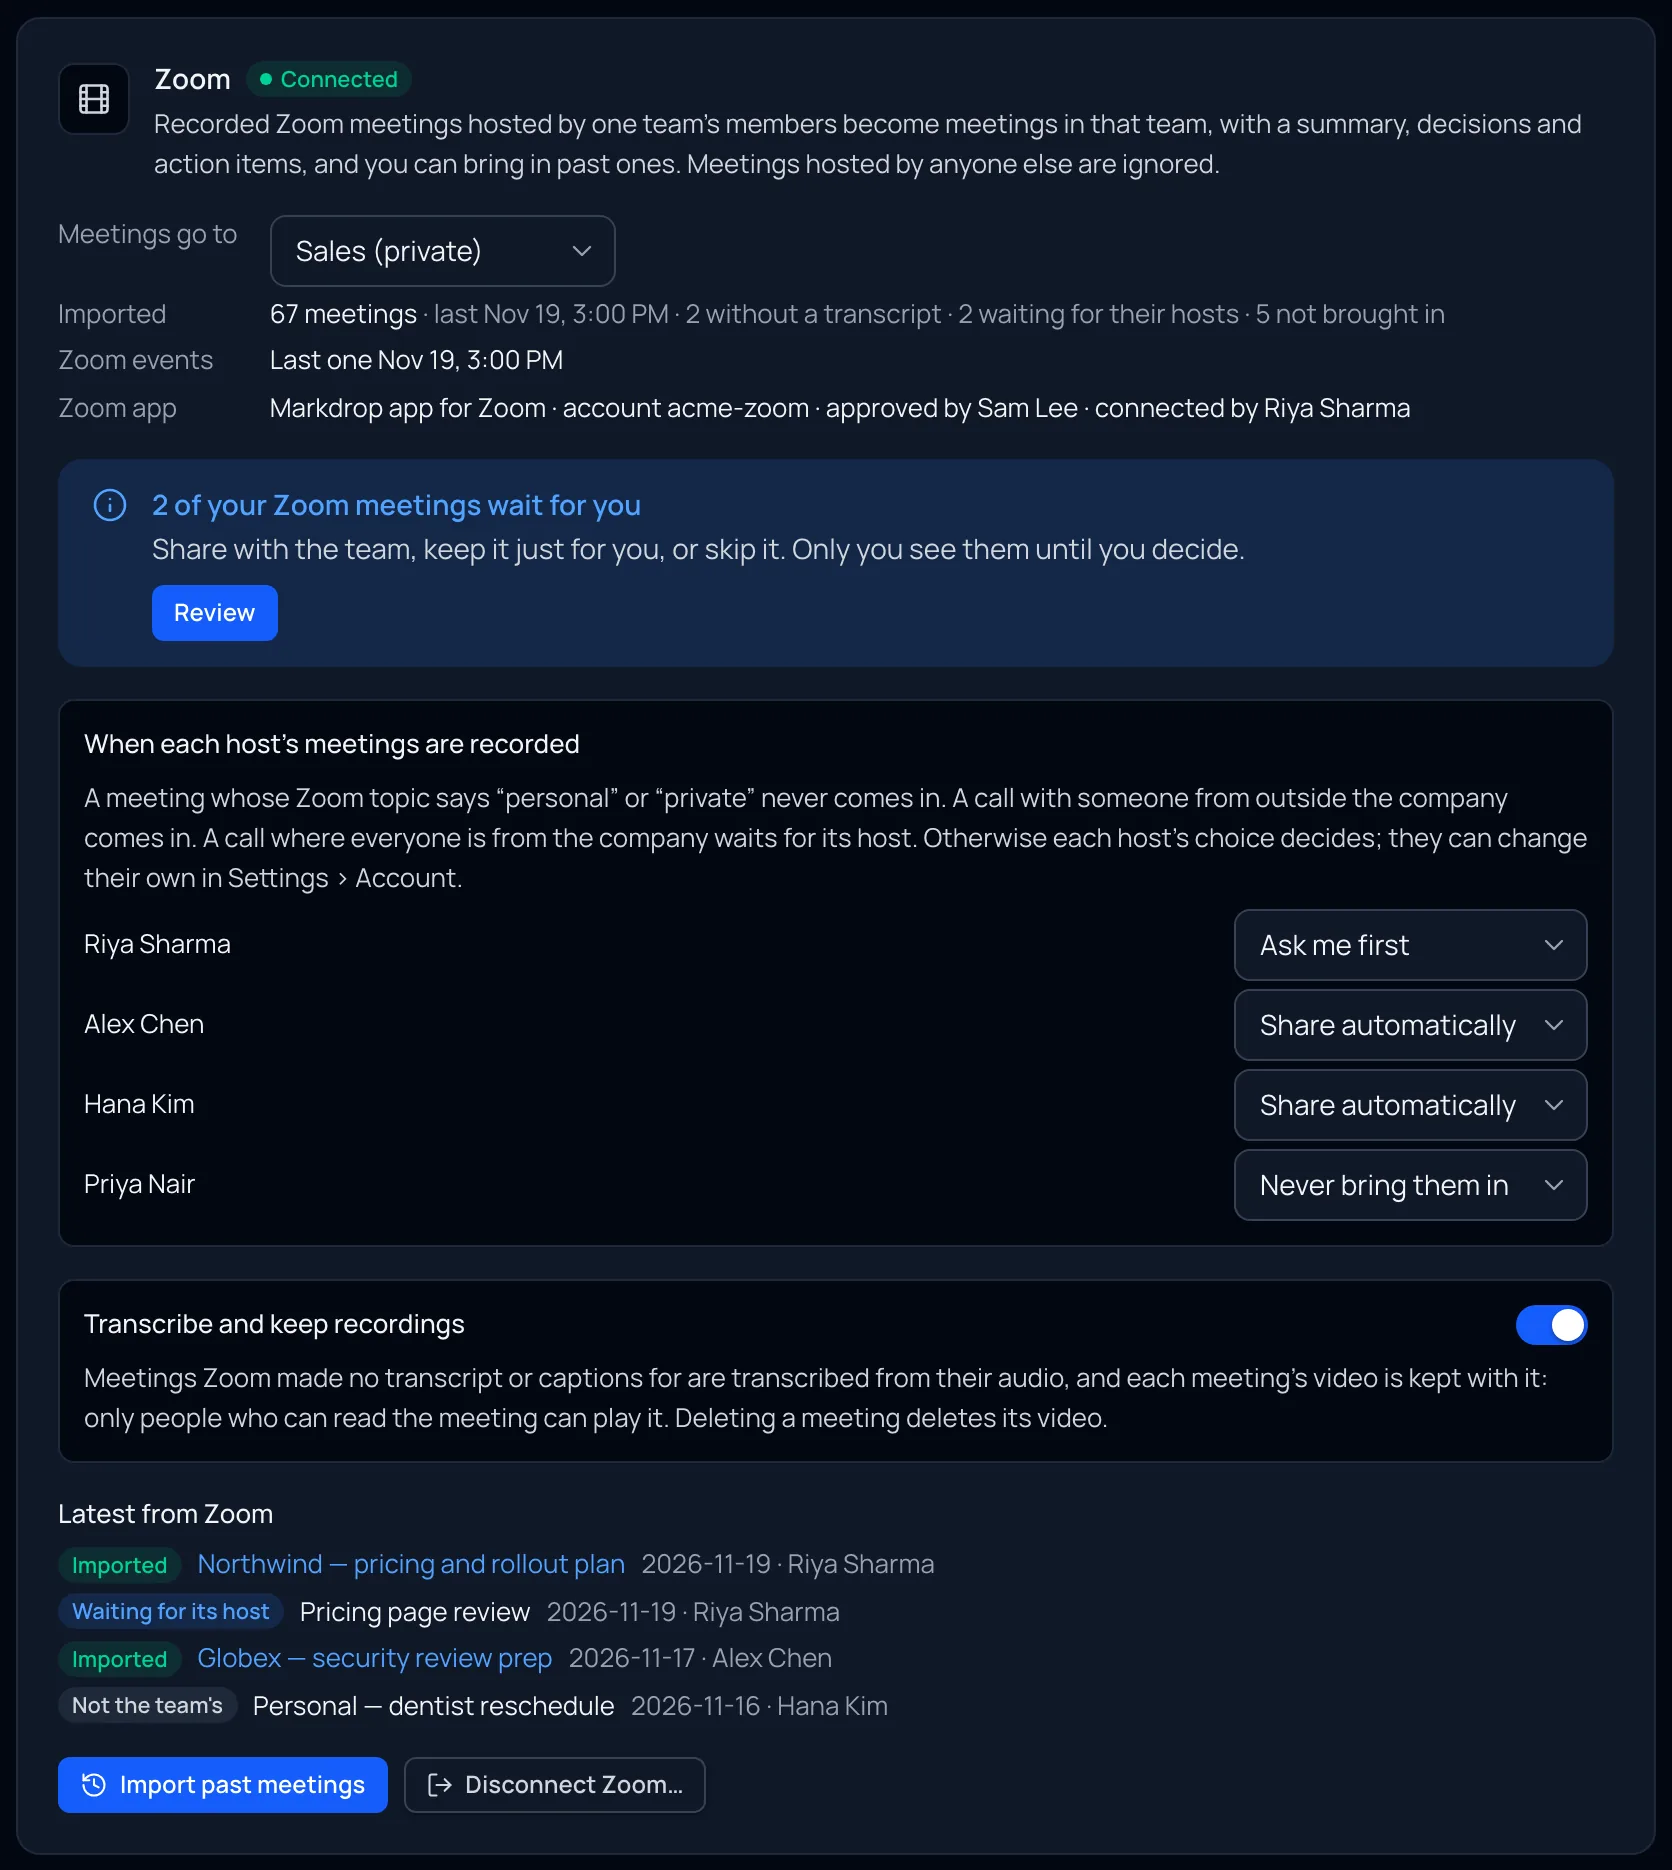 Zoom
Connected
Recorded Zoom meetings hosted by one team's members become meetings in that team, with a summary, decisions and
action items, and you can bring in past ones. Meetings hosted by anyone else are ignored.
Meetings go to
Sales (private)
Imported
67 meetings · last Nov 19, 3:00 PM · 2 without a transcript · 2 waiting for their hosts · 5 not brought in
Zoom events
Last one Nov 19, 3:00 PM
Zoom app
Markdrop app for Zoom · account acme-zoom · approved by Sam Lee · connected by Riya Sharma
2 of your Zoom meetings wait for you
Share with the team, keep it just for you, or skip it. Only you see them until you decide.
Review
When each host's meetings are recorded
A meeting whose Zoom topic says “personal” or “private” never comes in. A call with someone from outside the company
comes in. A call where everyone is from the company waits for its host. Otherwise each host's choice decides; they can change
their own in Settings › Account.
Riya Sharma
Ask me first
Alex Chen
Share automatically
Hana Kim
Share automatically
Priya Nair
Never bring them in
Transcribe and keep recordings
Meetings Zoom made no transcript or captions for are transcribed from their audio, and each meeting's video is kept with it:
only people who can read the meeting can play it. Deleting a meeting deletes its video.
Latest from Zoom
Imported Northwind — pricing and rollout plan 2026-11-19 · Riya Sharma
Waiting for its host Pricing page review 2026-11-19 · Riya Sharma
Imported Globex — security review prep 2026-11-17 · Alex Chen
Not the team's Personal — dentist reschedule 2026-11-16 · Hana Kim
Import past meetings
Disconnect Zoom...